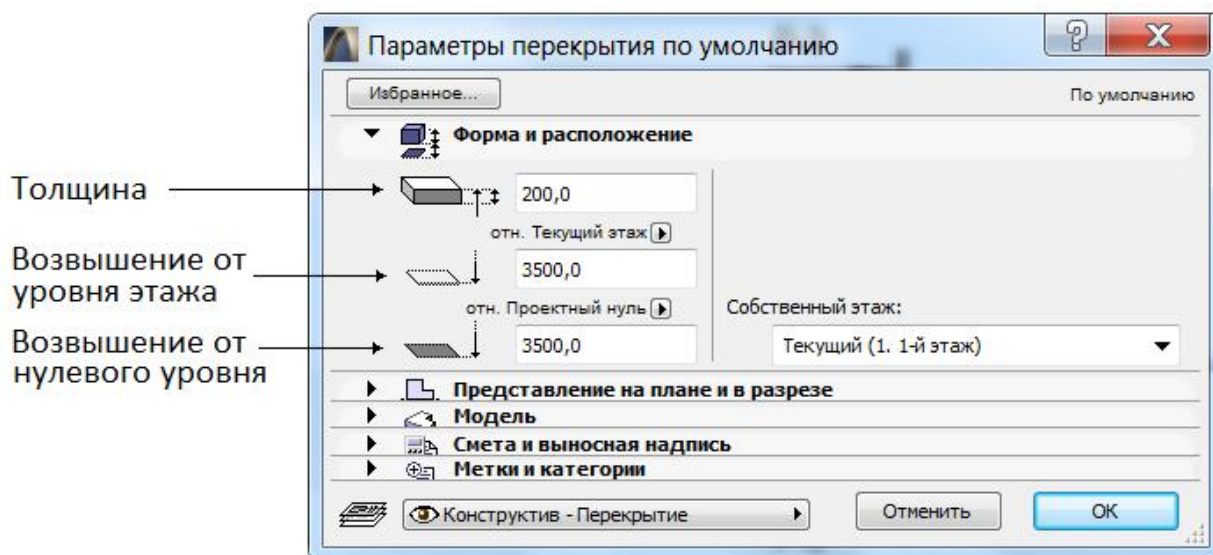 Параметры перекрытия по умолчанию
Избранное...
По умолчанию
Форма и расположение
Толщина
200,0
отн. Текущий этаж
Возвышение от
уровня этажа
3500,0
отн. Проектный нуль
Собственный этаж:
Возвышение от
нулевого уровня
3500,0
Текущий (1. 1-й этаж)
Представление на плане и в разрезе
Модель
Смета и выносная надпись
Метки и категории
Конструктив - Перекрытие
Отменить
ОК